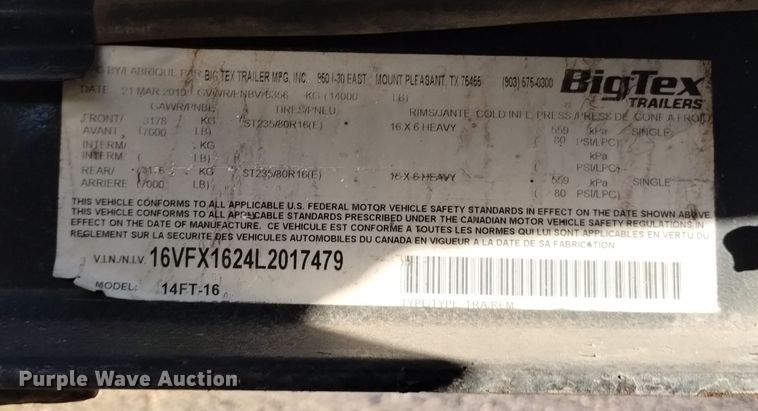 BY/FABRIQUE PAR: BIG TEX TRAILER MFG, INC. 950 I-30 EAST, MOUNT PLEASANT, TX 75455 (903) 575-0300
BigTex
TRAILERS
DATE: 21 MAR 2019 GVWR/PNBV/6356 KG (14000 LB)
GAWR/PNBE TIRES/PNEU RIMS/JANTE COLD INFL. PRESS./PRESS DE CONF A FROID
FRONT/ 3178 ST235/80R16(E) 16 X 6 HEAVY 559 kPa SINGLE
AVANT (7000 LB) ( 80 PSI/LPC)
INTERM/ KG kPa
INTERM ( LB) ( PSI/LPC)
REAR/ ST235/80R16(E) 16 X 6 HEAVY 559 kPa SINGLE
ARRIERE (7000 LB) ( 80 PSI/LPC)
THIS VEHICLE CONFORMS TO ALL APPLICABLE U.S. FEDERAL MOTOR VEHICLE SAFETY STANDARDS IN EFFECT ON THE DATE SHOWN ABOVE
THIS VEHICLE CONFORMS TO ALL APPLICABLE STANDARDS PRESCRIBED UNDER THE CANADIAN MOTOR VEHICLE SAFETY REGULATIONS IN
EFFECT ON THE DATE OF MANUFACTURE. CE VEHICULE EST CONFORME A TOUTES LES NORMES QUI LUI SONT APPLICABLES EN VERTU DU
REGLEMENT SUR LA SECURITE DES VEHICULES AUTOMOBILES DU CANADA EN VIGUEUR A LA DATE DE SA FABRICATION
V.I.N./N.I.V. 16VFX1624L2017479
MODEL: 14FT-16
TYPE/TYPE TRA/REM
Purple Wave Auction